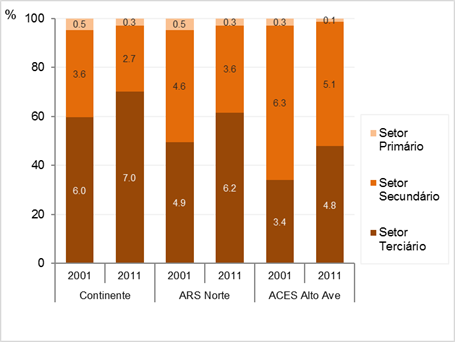 %
100
80
60
40
20
0
0.5 0.3 0.5 0.3 0.3 0.1
3.6 2.7 4.6 3.6 6.3 5.1
6.0 7.0 4.9 6.2 3.4 4.8
2001 2011 2001 2011 2001 2011
Continente ARS Norte ACES Alto Ave
Setor
Primário
Setor
Secundário
Setor
Terciário